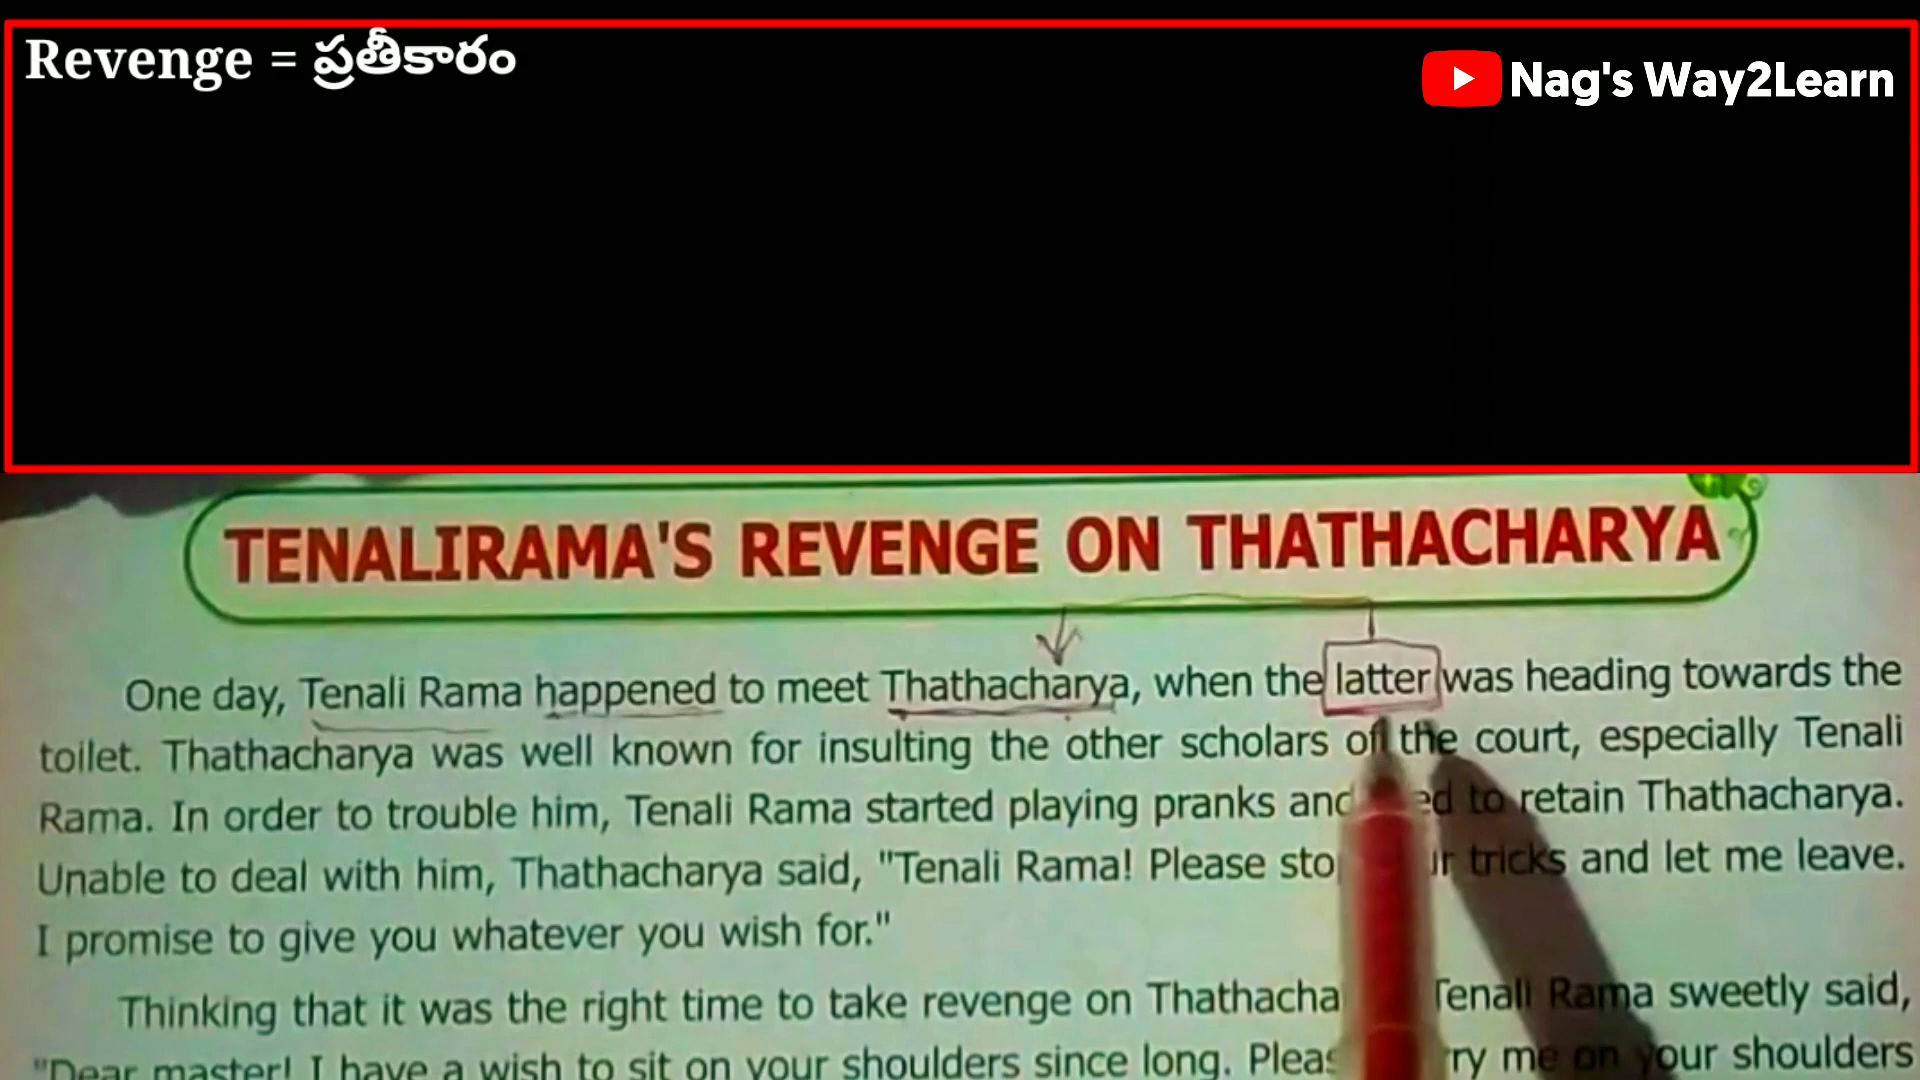 Revenge = ప్రతీకారం
Nag's Way2Learn
TENALIRAMA'S REVENGE ON THATHACHARYA
One day, Tenali Rama happened to meet Thathacharya, when the latter was heading towards the
toilet. Thathacharya was well known for insulting the other scholars of the court, especially Tenali
Rama. In order to trouble him, Tenali Rama started playing pranks and to retain Thathacharya.
Unable to deal with him, Thathacharya said, "Tenali Rama! Please tricks and let me leave.
I promise to give you whatever you wish for."
Thinking that it was the right time to take revenge on Tenali Rama sweetly said,
"Dear master! I have a wish to sit on your shoulders since long. me on your shoulders